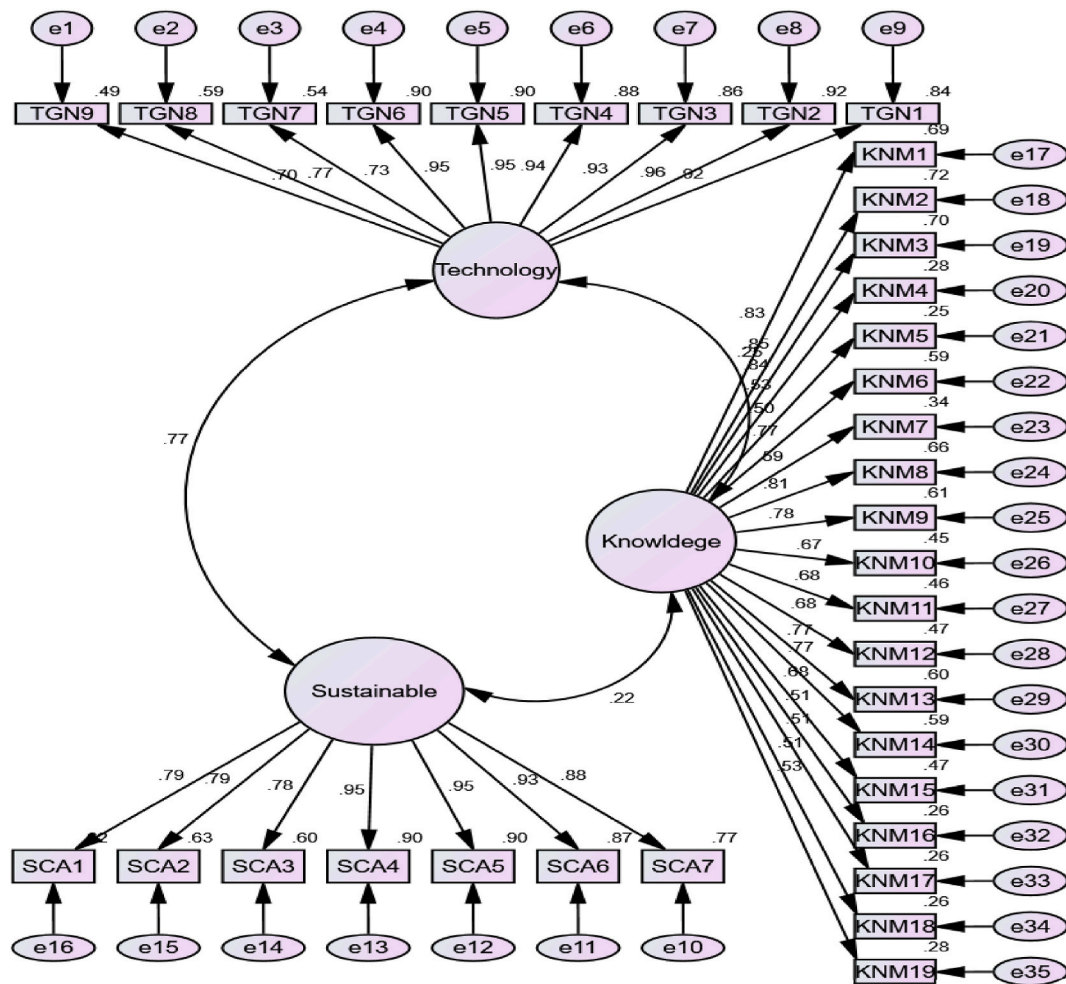 e1 e2 e3 e4 e5 e6 e7 e8 e9
.49 .59 .54 .90 .90 .88 .86 .92 .84
TGN9 TGN8 TGN7 TGN6 TGN5 TGN4 TGN3 TGN2 TGN1
.70 .77 .73 .95 .95 .94 .93 .96 .92
Technology
.69
KNM1 e17
.72
KNM2 e18
.70
KNM3 e19
.28
KNM4 e20
.25
KNM5 e21
.59
KNM6 e22
.34
KNM7 e23
.66
KNM8 e24
.61
KNM9 e25
.45
KNM10 e26
.46
KNM11 e27
.47
KNM12 e28
.60
KNM13 e29
.59
KNM14 e30
.47
KNM15 e31
.26
KNM16 e32
.26
KNM17 e33
.26
KNM18 e34
.28
KNM19 e35
.83
.85
.84
.53
.50
.77
.59
.81
.78
.67
.68
.68
.77
.77
.68
.51
.51
.51
.53
Knowldege
.77
.22
Sustainable
.79 .79 .78 .95 .95 .93 .88
.63 .60 .90 .90 .87 .77
SCA1 SCA2 SCA3 SCA4 SCA5 SCA6 SCA7
e16 e15 e14 e13 e12 e11 e10